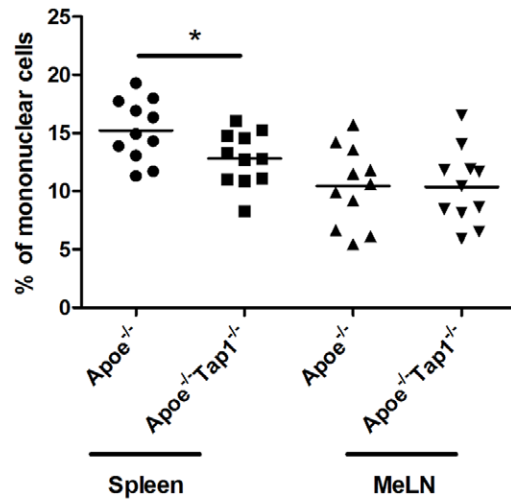 % of mononuclear cells
25
20
15
10
5
0
*
Apoe-/-
Apoe-/-Tap1-/-
Apoe-/-
Apoe-/-Tap1-/-
Spleen
MeLN